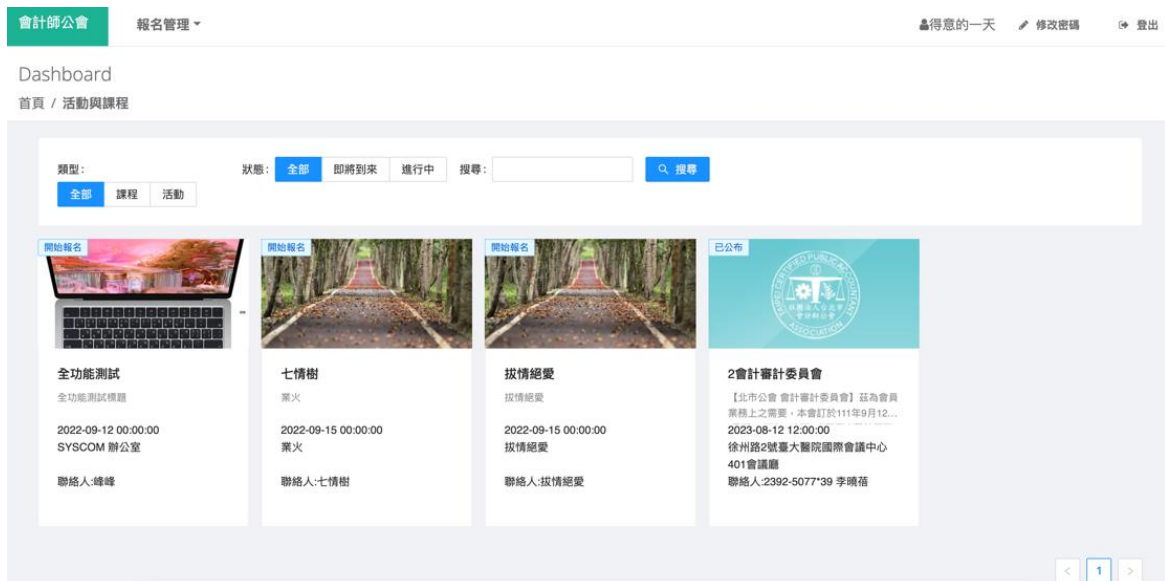 會計師公會
報名管理
得意的一天
修改密碼
登出
Dashboard
首頁 / 活動與課程
類型:
狀態: 全部 即將到來 進行中 搜尋: 搜尋
全部 課程 活動
開始報名
全功能測試
全功能測試標題
2022-09-12 00:00:00
SYSCOM 辦公室
聯絡人:峰峰
開始報名
七情樹
業火
2022-09-15 00:00:00
業火
聯絡人:七情樹
開始報名
拔情絕愛
拔情絕愛
2022-09-15 00:00:00
拔情絕愛
聯絡人:拔情絕愛
已公布
TAIPEI CERTIFIED PUBLIC ACCOUNTANT
ASSOCIATION
2會計審計委員會
【北市公會 會計審計委員會】茲為會員
業務上之需要,本會訂於111年9月12...
2023-08-12 12:00:00
徐州路2號臺大醫院國際會議中心
401會議廳
聯絡人:2392-5077*39 李曉蓓
< 1 >